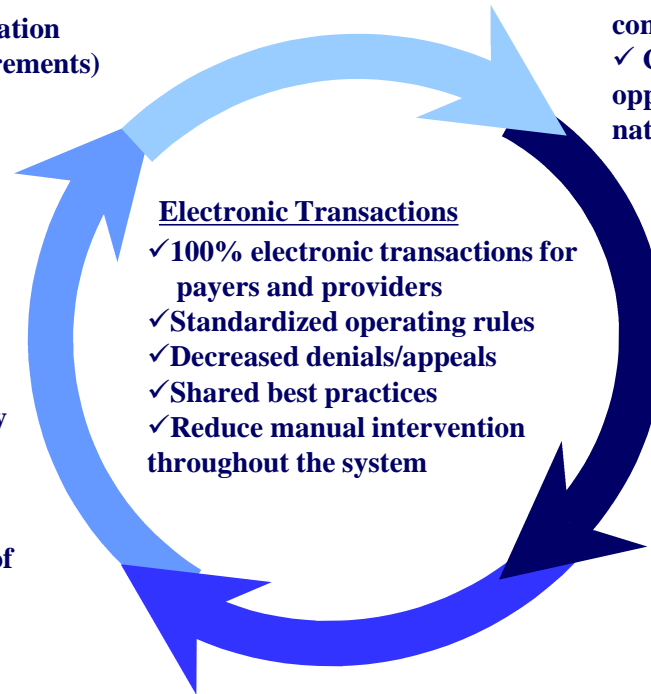 ation
rements)
con
✓ C
opp
nat
Electronic Transactions
✓100% electronic transactions for
payers and providers
✓Standardized operating rules
✓Decreased denials/appeals
✓Shared best practices
✓Reduce manual intervention
throughout the system
y
of